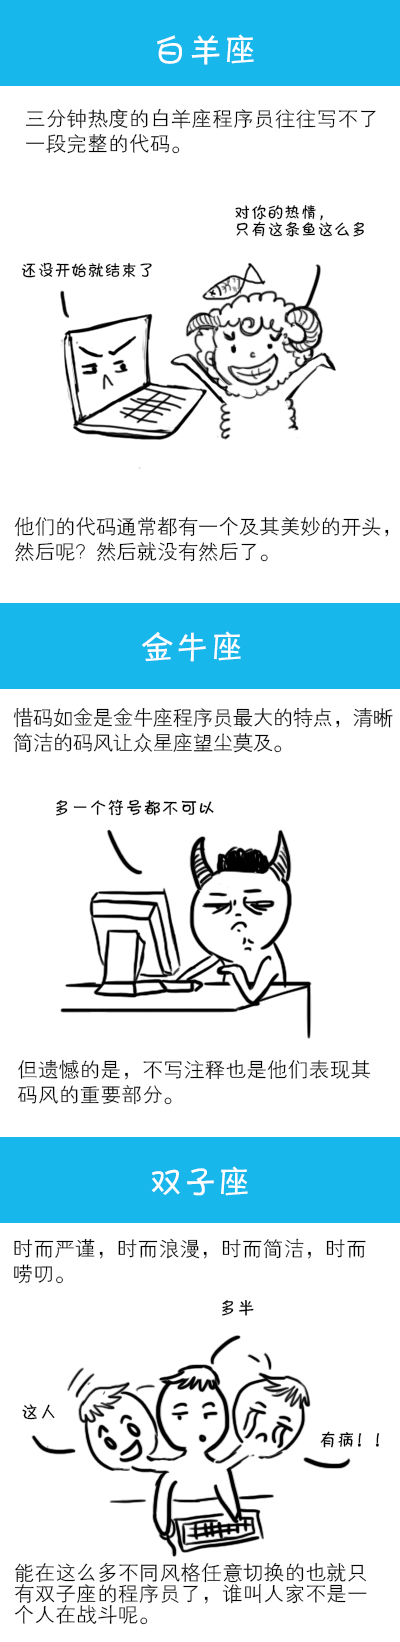 白羊座
三分钟热度的白羊座程序员往往写不了
一段完整的代码。
对你的热情，
只有这条鱼这么多
还没开始就结束了
他们的代码通常都有一个及其美妙的开头，
然后呢？然后就没有然后了。
金牛座
惜码如金是金牛座程序员最大的特点，清晰
简洁的码风让众星座望尘莫及。
多一个符号都不可以
但遗憾的是，不写注释也是他们表现其
码风的重要部分。
双子座
时而严谨，时而浪漫，时而简洁，时而
唠叨。
多半
这人
有病！！
能在这么多不同风格任意切换的也就只
有双子座的程序员了，谁叫人家不是一
个人在战斗呢。